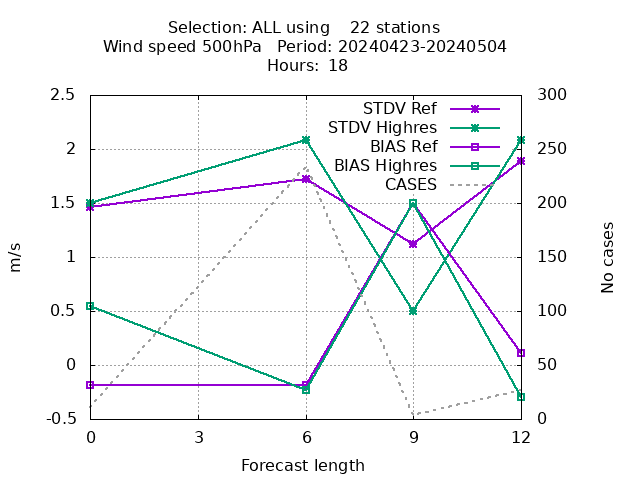 Selection: ALL using    22 stations
Wind speed 500hPa   Period: 20240423-20240504
Hours:  18
2.5
2
1.5
1
0.5
0
-0.5
m/s
STDV Ref
STDV Highres
BIAS Ref
BIAS Highres
CASES
300
250
200
150
100
50
0
No cases
0 3 6 9 12
Forecast length